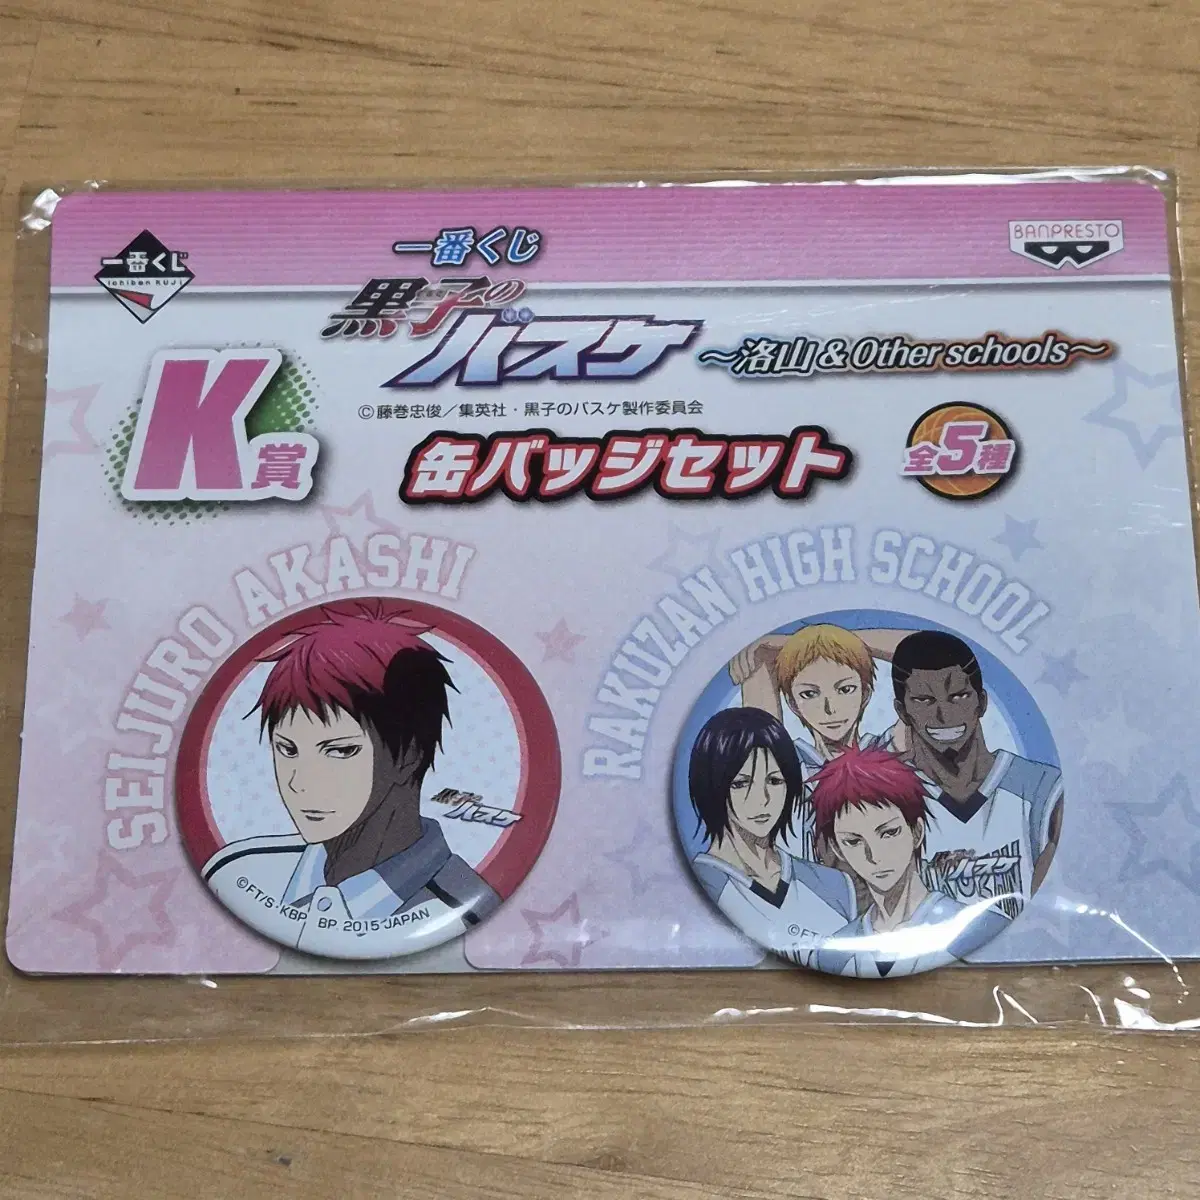 一番くじ
Ichiban KUJI
一番くじ
BANPRESTO
黒子の
バスケ
～洛山&Other schools～
©藤巻忠俊／集英社・黒子のバスケ製作委員会
K賞
缶バッジセット
全5種
SEIJURO AKASHI
RAKUZAN HIGH SCHOOL
黒子の
バスケ
©FT/S・KBP BP 2015 JAPAN
黒子の
バスケ
©FT